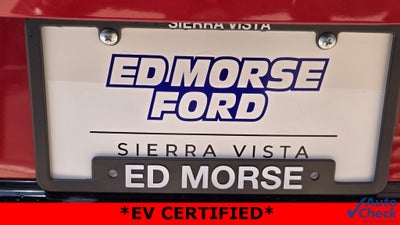 SIERRA VISTA
ED MORSE
FORD
SIERRA VISTA
ED MORSE
*EV CERTIFIED*
Auto
Check